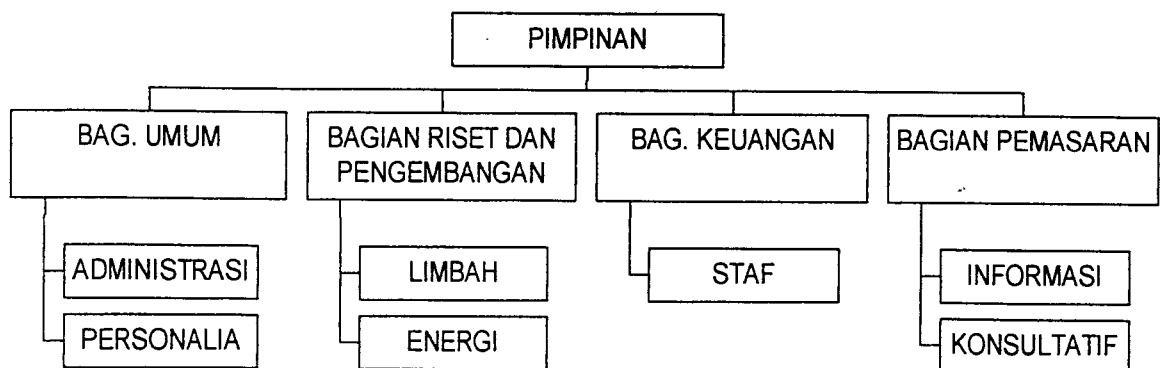 PIMPINAN
BAG. UMUM
BAGIAN RISET DAN
PENGEMBANGAN
BAG. KEUANGAN
BAGIAN PEMASARAN
ADMINISTRASI
PERSONALIA
LIMBAH
ENERGI
STAF
INFORMASI
KONSULTATIF